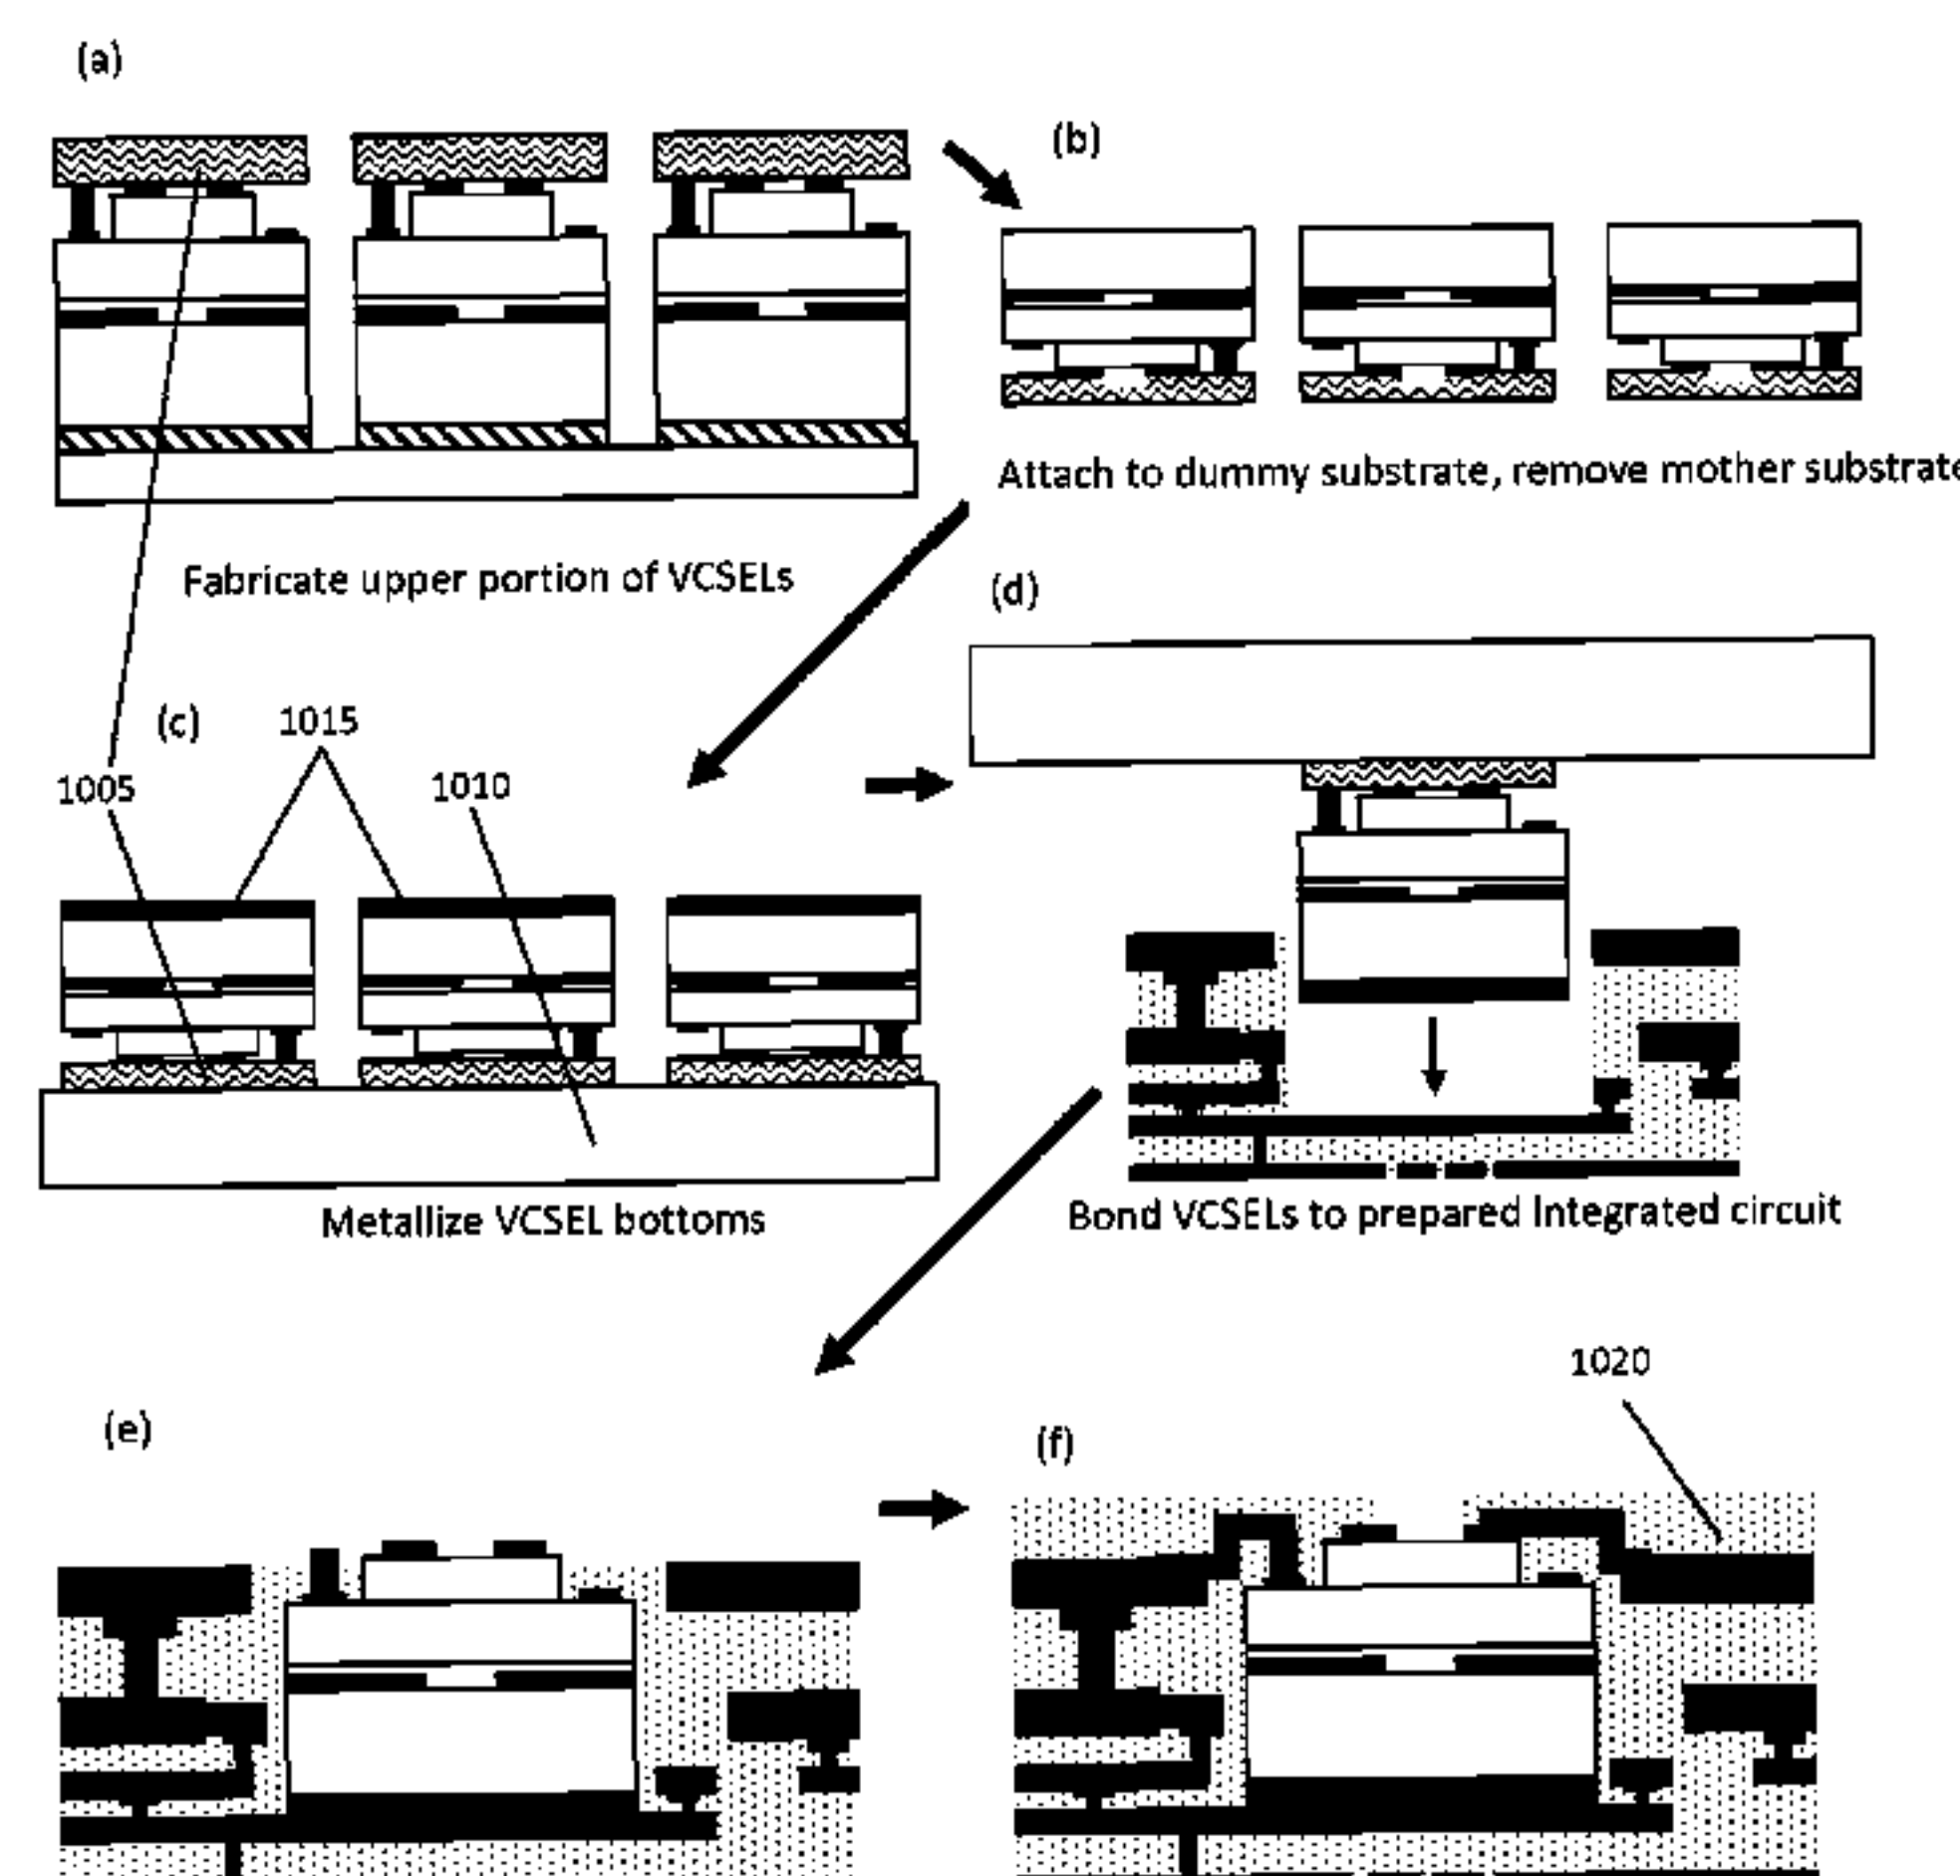 (a)
(b)
Attach to dummy substrate, remove mother substrate
Fabricate upper portion of VCSELs
(d)
(c)
1015
1005
1010
Metallize VCSEL bottoms
Bond VCSELs to prepared Integrated circuit
1020
(e)
(f)